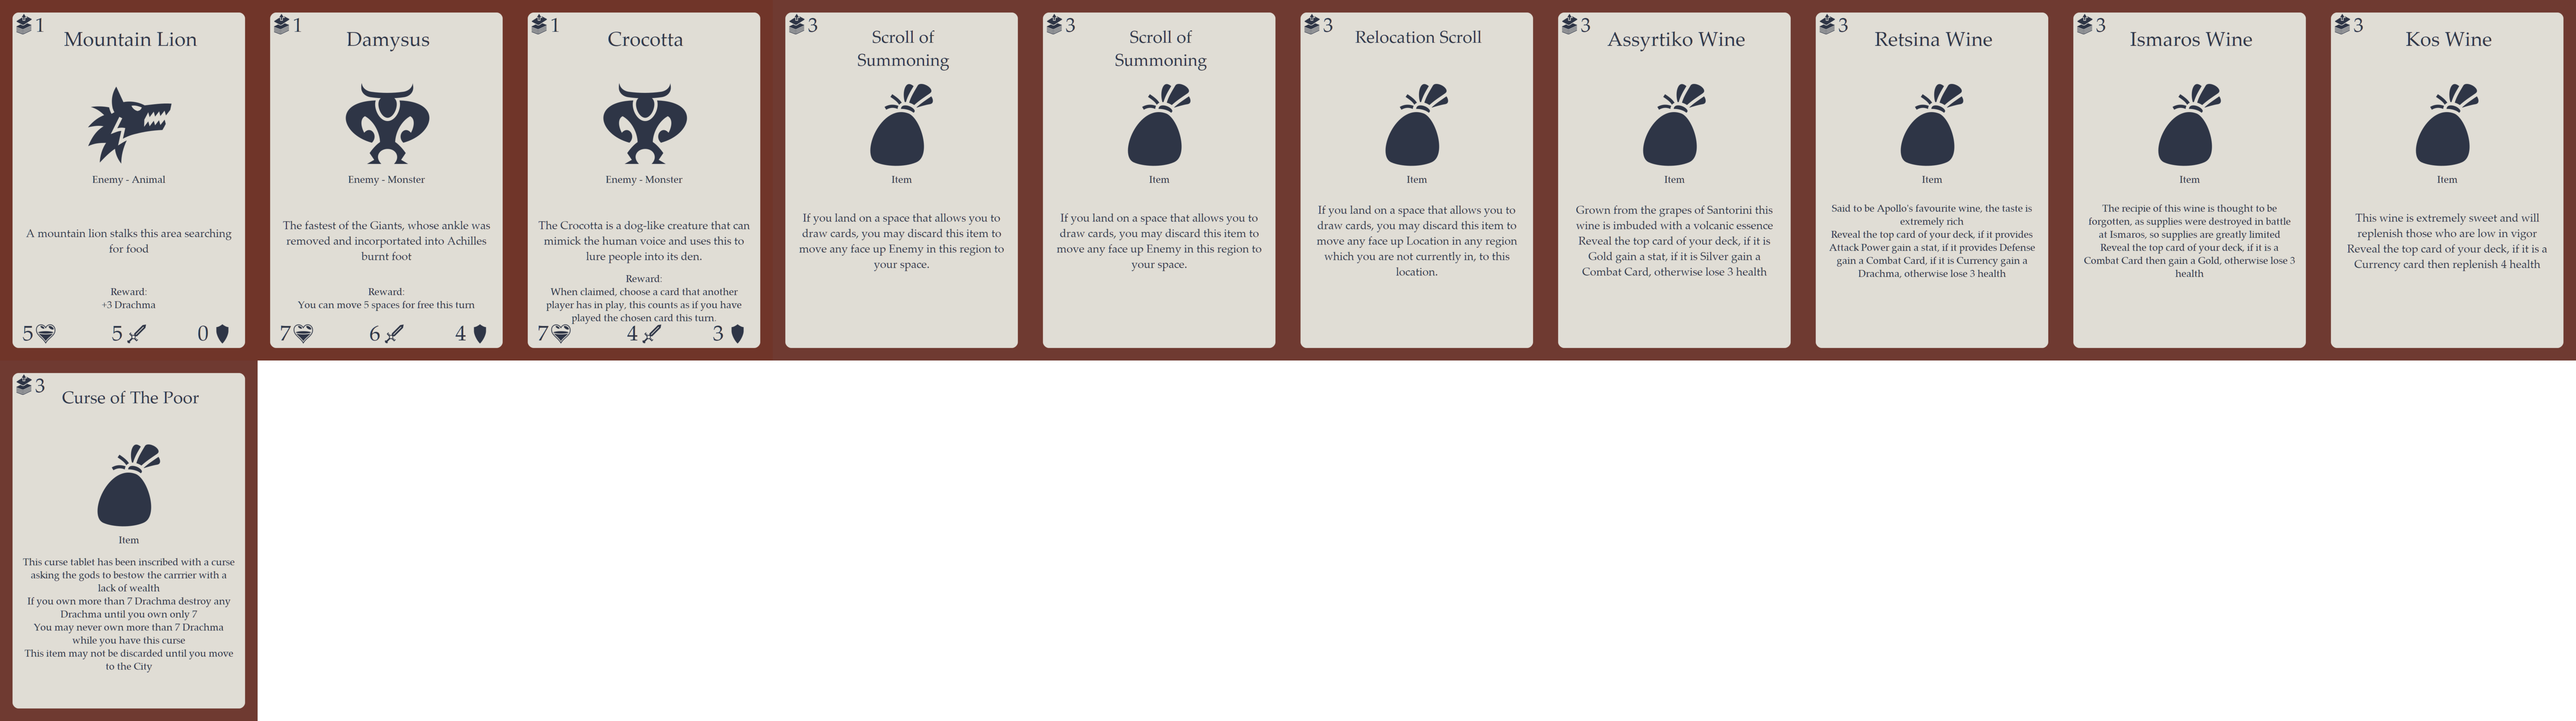 1
Mountain Lion
Enemy - Animal
A mountain lion stalks this area searching
for food
Reward:
+3 Drachma
5
5
0
1
Damysus
Enemy - Monster
The fastest of the Giants, whose ankle was
removed and incorportated into Achilles
burnt foot
Reward:
You can move 5 spaces for free this turn
7
6
4
1
Crocotta
Enemy - Monster
The Crocotta is a dog-like creature that can
mimick the human voice and uses this to
lure people into its den.
Reward:
When claimed, choose a card that another
player has in play, this counts as if you have
played the chosen card this turn.
7
4
3
3
Scroll of
Summoning
Item
If you land on a space that allows you to
draw cards, you may discard this item to
move any face up Enemy in this region to
your space.
3
Scroll of
Summoning
Item
If you land on a space that allows you to
draw cards, you may discard this item to
move any face up Enemy in this region to
your space.
3
Relocation Scroll
Item
If you land on a space that allows you to
draw cards, you may discard this item to
move any face up Location in any region
which you are not currently in, to this
location.
3
Assyrtiko Wine
Item
Grown from the grapes of Santorini this
wine is imbuded with a volcanic essence
Reveal the top card of your deck, if it is
Gold gain a stat, if it is Silver gain a
Combat Card, otherwise lose 3 health
3
Retsina Wine
Item
Said to be Apollo's favourite wine, the taste is
extremely rich
Reveal the top card of your deck, if it provides
Attack Power gain a stat, if it provides Defense
gain a Combat Card, if it is Currency gain a
Drachma, otherwise lose 3 health
3
Ismaros Wine
Item
The recipie of this wine is thought to be
forgotten, as supplies were destroyed in battle
at Ismaros, so supplies are greatly limited
Reveal the top card of your deck, if it is a
Combat Card then gain a Gold, otherwise lose 3
health
3
Kos Wine
Item
This wine is extremely sweet and will
replenish those who are low in vigor
Reveal the top card of your deck, if it is a
Currency card then replenish 4 health
3
Curse of The Poor
Item
This curse tablet has been inscribed with a curse
asking the gods to bestow the carrrier with a
lack of wealth
If you own more than 7 Drachma destroy any
Drachma until you own only 7
You may never own more than 7 Drachma
while you have this curse
This item may not be discarded until you move
to the City